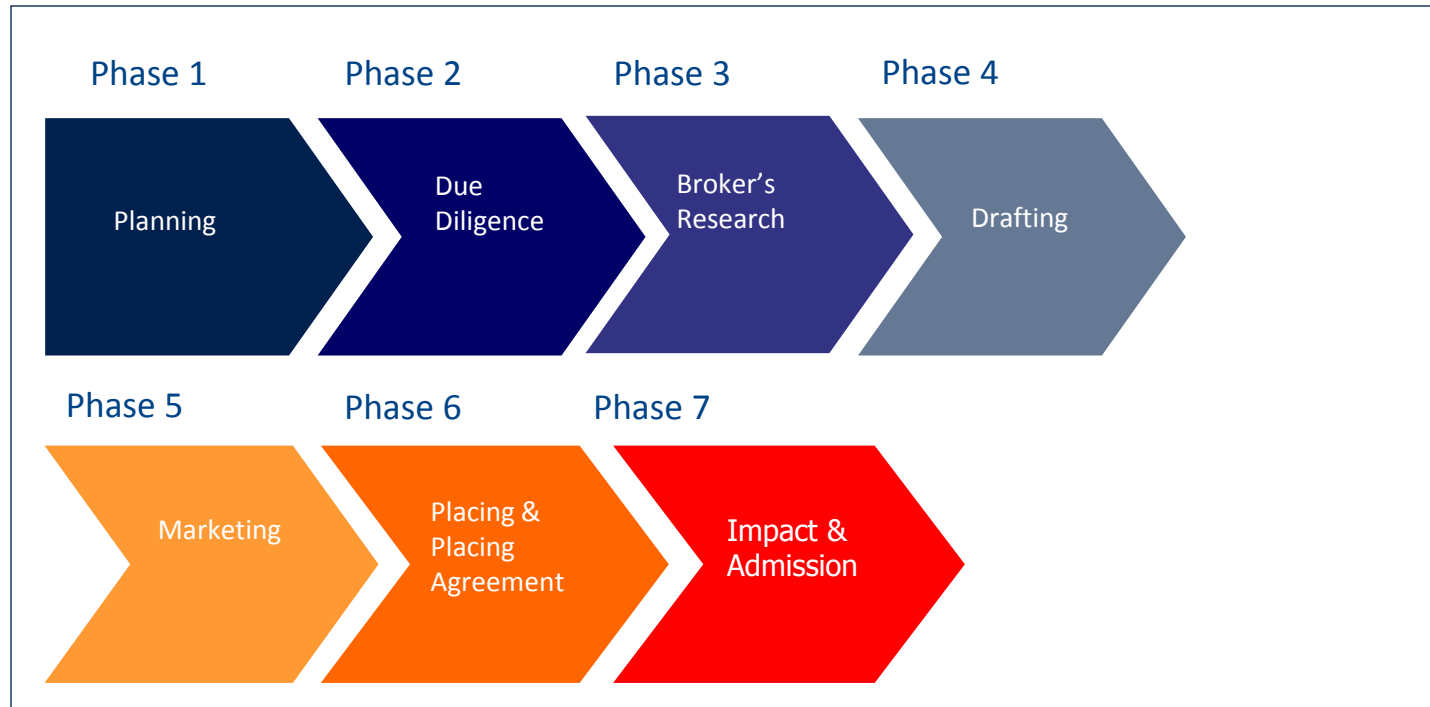 Phase 1
Phase 2
Phase 3
Phase 4
Planning
Due
Diligence
Broker’s
Research
Drafting
Phase 5
Phase 6
Phase 7
Marketing
Placing &
Placing
Agreement
Impact &
Admission